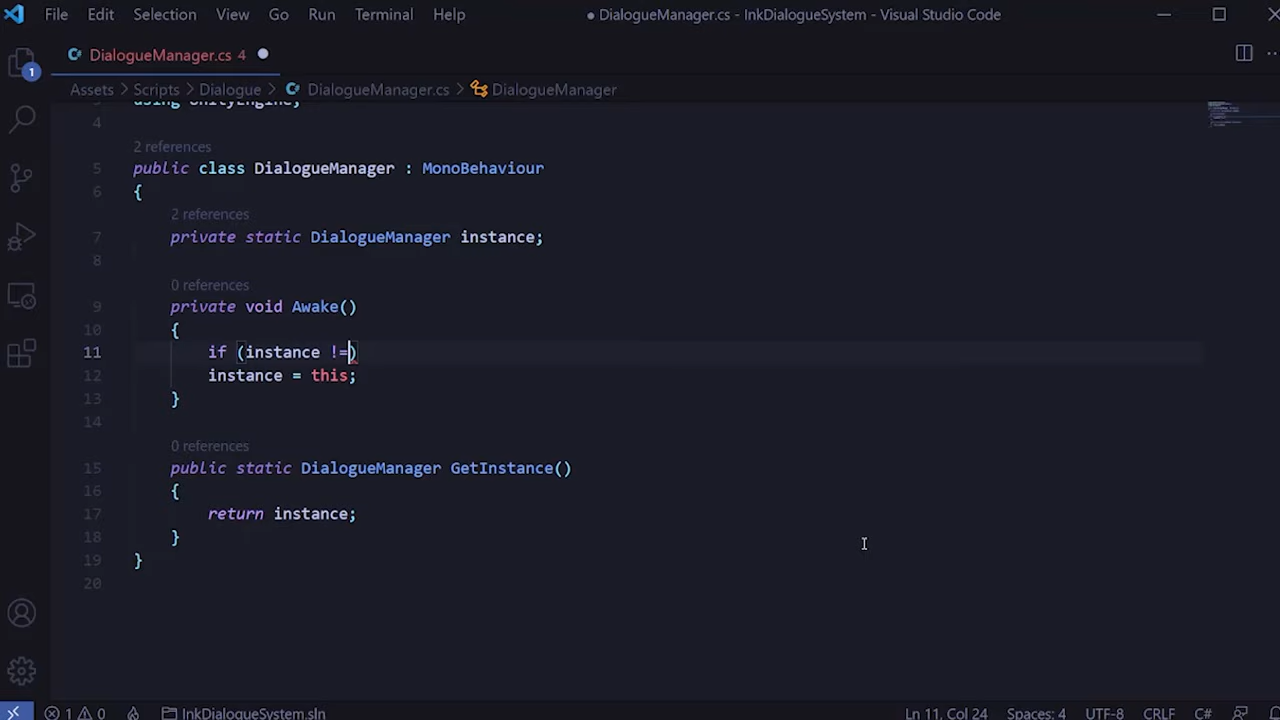 File Edit Selection View Go Run Terminal Help ● DialogueManager.cs - InkDialogueSystem - Visual Studio Code
DialogueManager.cs 4
Assets > Scripts > Dialogue > DialogueManager.cs > DialogueManager
1
3 using UnityEngine;
4
2 references
5 public class DialogueManager : MonoBehaviour
6 {
2 references
7 private static DialogueManager instance;
8
0 references
9 private void Awake()
10 {
11 if (instance !=)
12 instance = this;
13 }
14
0 references
15 public static DialogueManager GetInstance()
16 {
17 return instance;
18 }
19 }
20
1 0 InkDialogueSystem.sln Ln 11, Col 24 Spaces: 4 UTF-8 CRLF C#